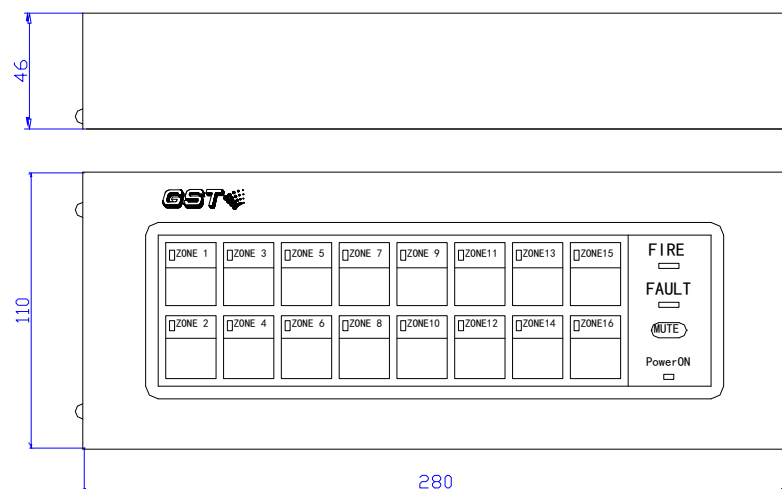 46
GST
110
ZONE 1 ZONE 3 ZONE 5 ZONE 7 ZONE 9 ZONE11 ZONE13 ZONE15
ZONE 2 ZONE 4 ZONE 6 ZONE 8 ZONE10 ZONE12 ZONE14 ZONE16
FIRE
FAULT
MUTE
PowerON
280